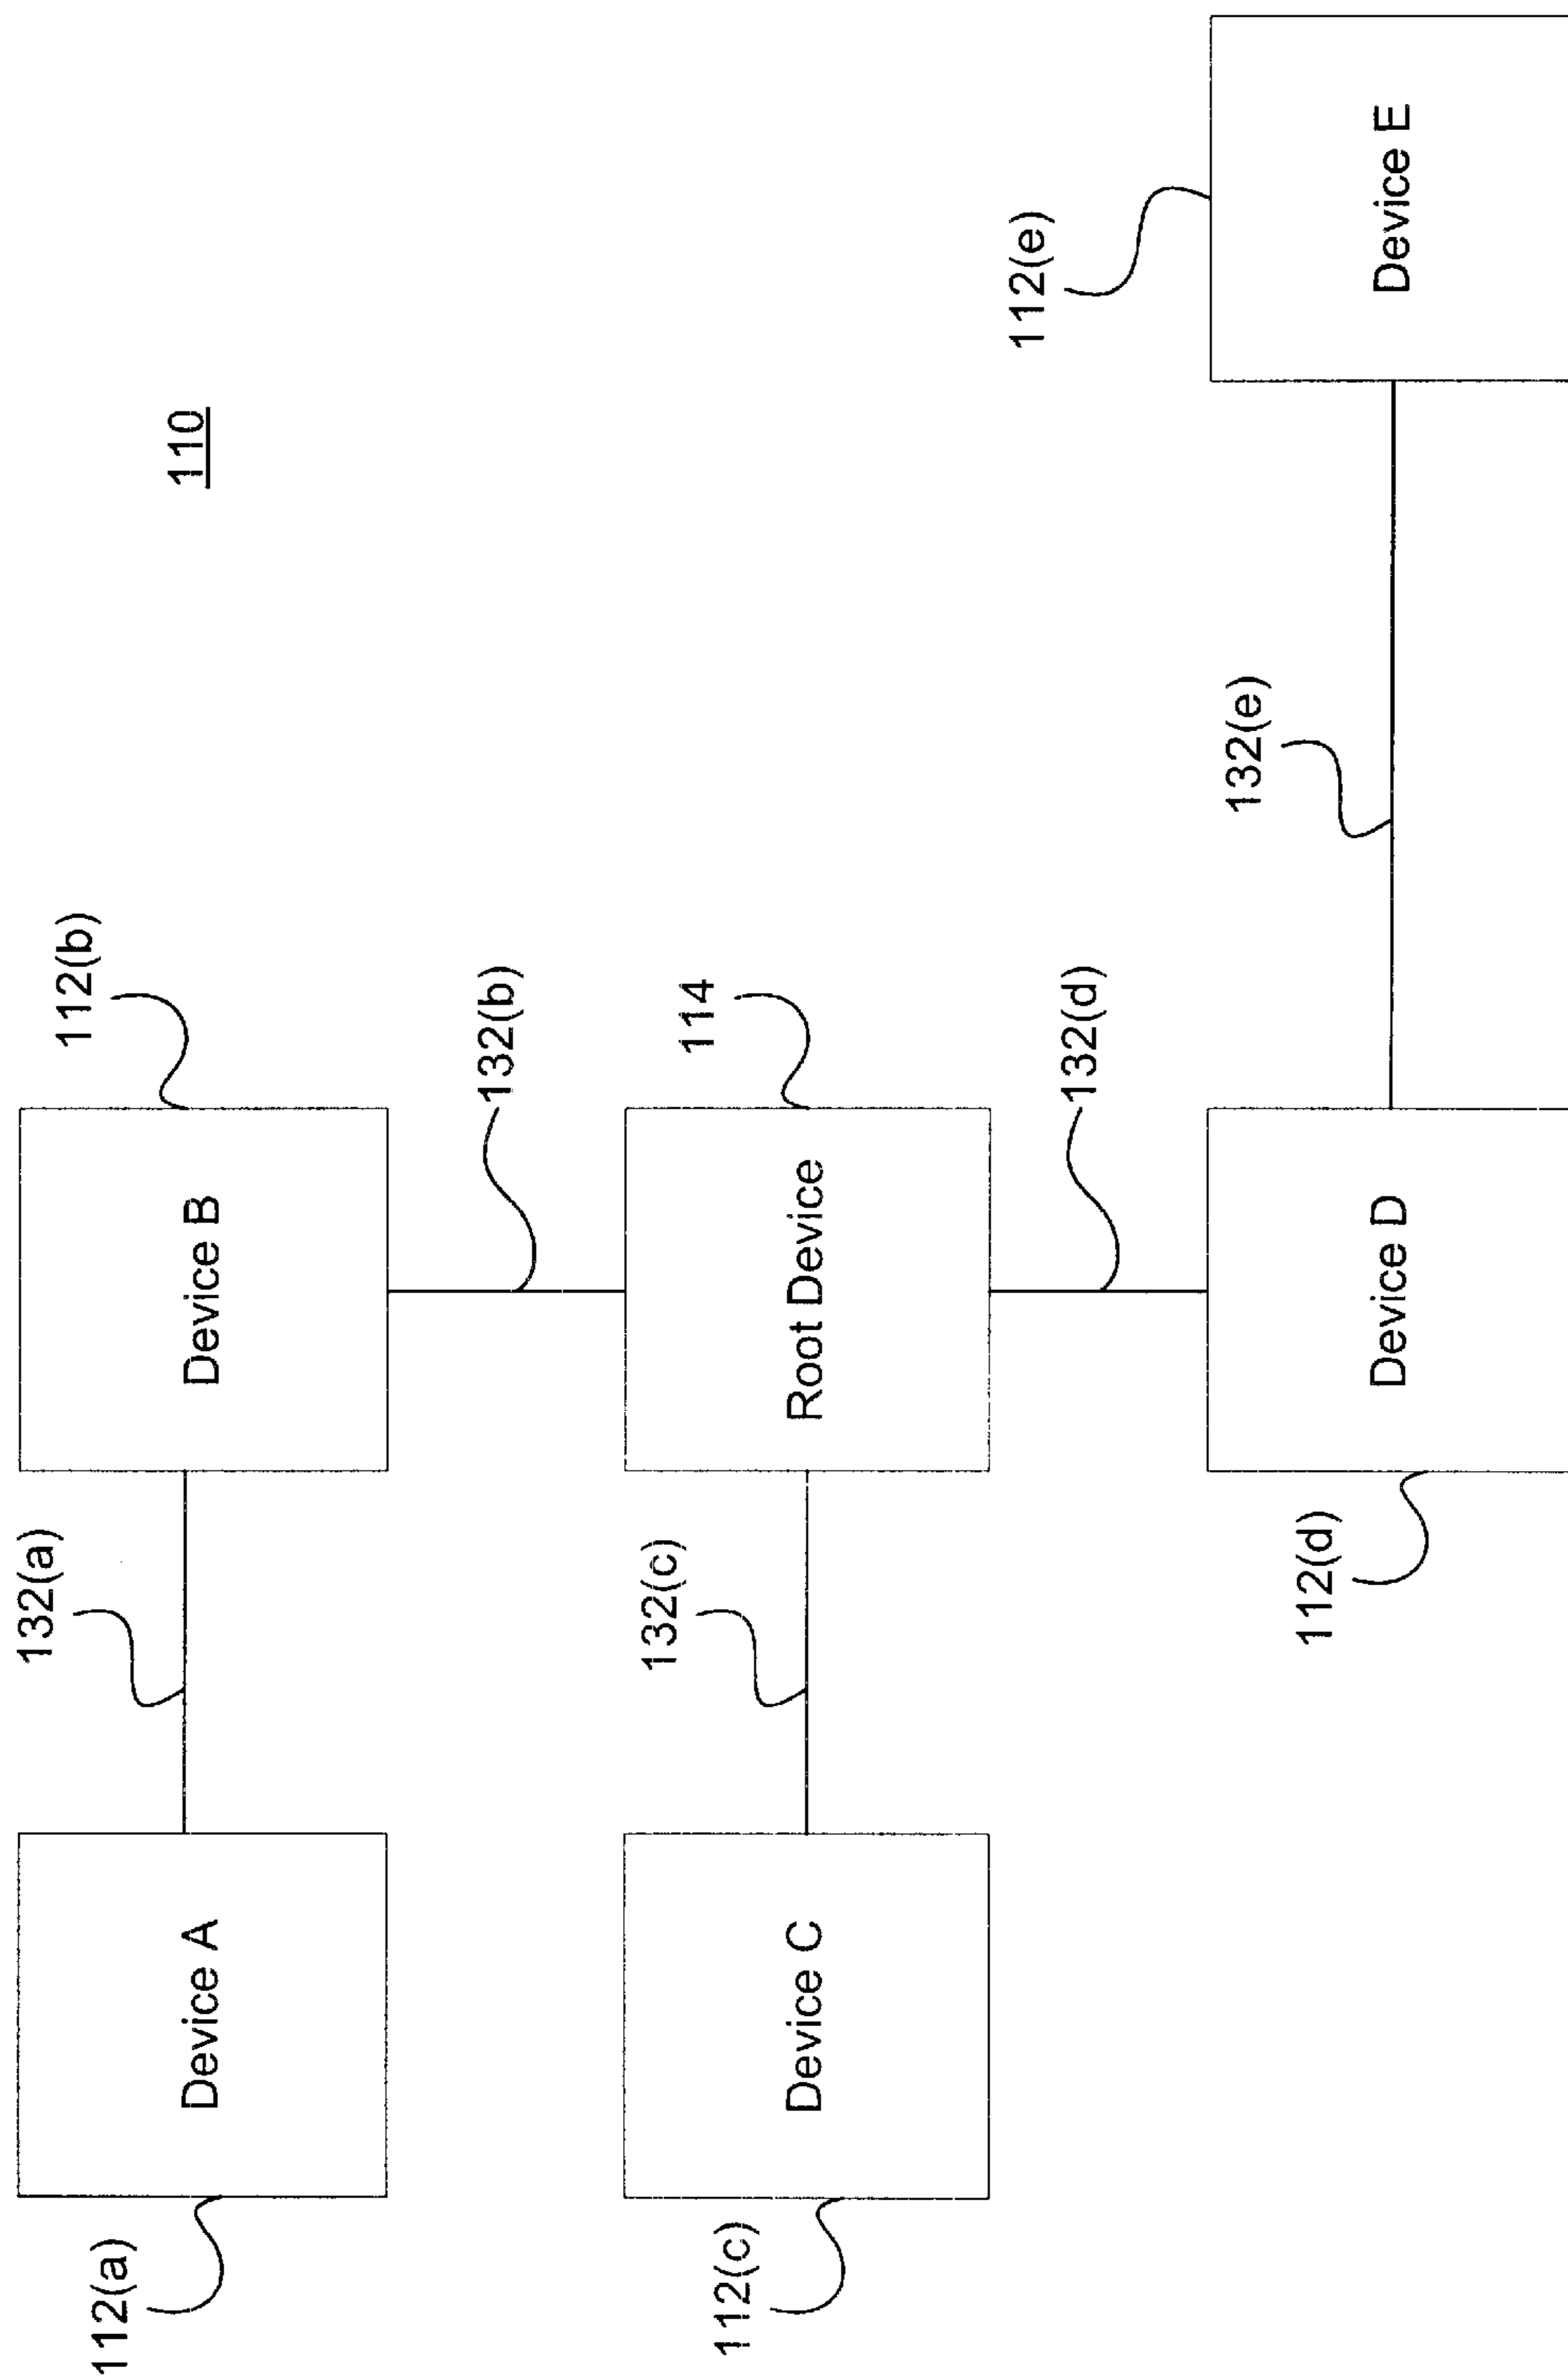 110
112(a)
Device A
132(a)
Device B
112(b)
132(b)
112(c)
Device C
132(c)
Root Device
114
132(d)
112(d)
Device D
132(e)
112(e)
Device E